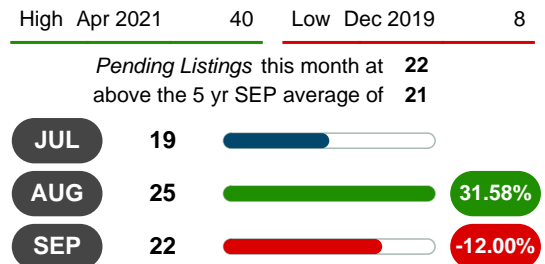 High Apr 2021 40 Low Dec 2019 8
Pending Listings this month at 22
above the 5 yr SEP average of 21
JUL 19
AUG 25 31.58%
SEP 22 -12.00%